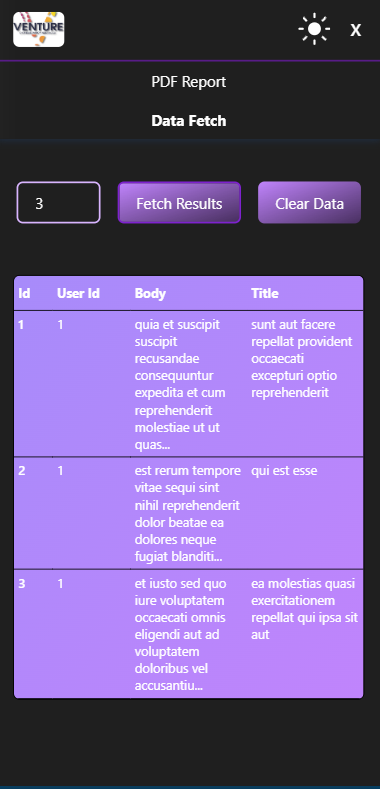 VENTURE
X
PDF Report
Data Fetch
3
Fetch Results
Clear Data
Id
User Id
Body
Title
1
1
quia et suscipit
suscipit
recusandae
consequuntur
expedita et cum
reprehenderit
molestiae ut ut
quas...
sunt aut facere
repellat provident
occaecati
excepturi optio
reprehenderit
2
1
est rerum tempore
vitae sequi sint
nihil reprehenderit
dolor beatae ea
dolores neque
fugiat blanditi...
qui est esse
3
1
et iusto sed quo
iure voluptatem
occaecati omnis
eligendi aut ad
voluptatem
doloribus vel
accusantiu...
ea molestias quasi
exercitationem
repellat qui ipsa sit
aut